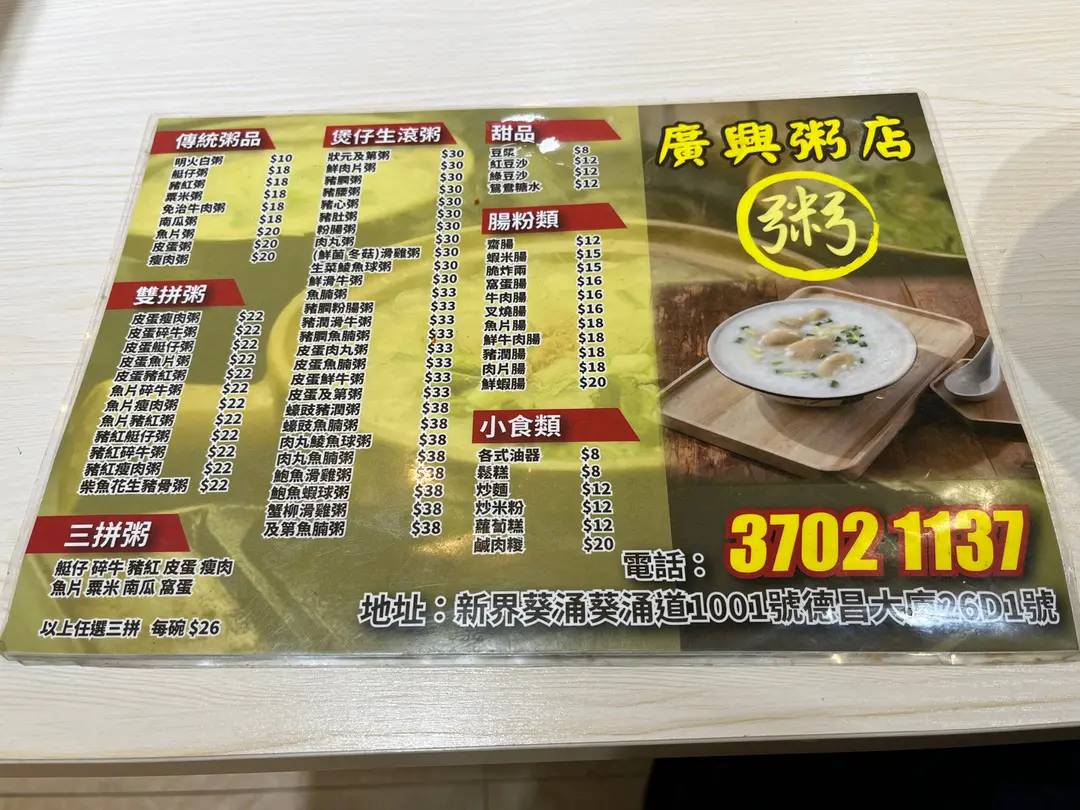 傳統粥品
明火白粥 $10
艇仔粥 $18
豬紅粥 $18
粟米粥 $18
免治牛肉粥 $18
南瓜粥 $18
魚片粥 $20
皮蛋粥 $20
瘦肉粥 $20
雙拼粥
皮蛋瘦肉粥 $22
皮蛋碎牛粥 $22
皮蛋艇仔粥 $22
皮蛋魚片粥 $22
皮蛋豬紅粥 $22
魚片碎牛粥 $22
魚片瘦肉粥 $22
魚片豬紅粥 $22
豬紅艇仔粥 $22
豬紅碎牛粥 $22
豬紅瘦肉粥 $22
柴魚花生豬骨粥 $22
三拼粥
艇仔 碎牛 豬紅 皮蛋 瘦肉
魚片 粟米 南瓜 窩蛋
以上任選三拼 每碗 $26
煲仔生滾粥
狀元及第粥 $30
鮮肉片粥 $30
豬膶粥 $30
豬腰粥 $30
豬心粥 $30
豬肚粥 $30
粉腸粥 $30
肉丸粥 $30
(鮮菌 冬菇)滑雞粥 $30
生菜鯪魚球粥 $30
鮮滑牛粥 $30
魚腩粥 $33
豬膶粉腸粥 $33
豬潤滑牛粥 $33
豬膶魚腩粥 $33
皮蛋肉丸粥 $33
皮蛋魚腩粥 $33
皮蛋鮮牛粥 $33
皮蛋及第粥 $33
蠔豉豬潤粥 $38
蠔豉魚腩粥 $38
肉丸鯪魚球粥 $38
肉丸魚腩粥 $38
鮑魚滑雞粥 $38
鮑魚蝦球粥 $38
蟹柳滑雞粥 $38
及第魚腩粥 $38
甜品
豆漿 $8
紅豆沙 $12
綠豆沙 $12
鴛鴦糖水 $12
腸粉類
齋腸 $12
蝦米腸 $15
脆炸兩 $15
窩蛋腸 $16
牛肉腸 $16
叉燒腸 $16
魚片腸 $18
鮮牛肉腸 $18
豬潤腸 $18
肉片腸 $18
鮮蝦腸 $20
小食類
各式油器 $8
鬆糕 $8
炒麵 $12
炒米粉 $12
蘿蔔糕 $12
鹹肉糭 $20
廣興粥店
粥
電話：3702 1137
地址：新界葵涌葵涌道1001號德昌大廈26D1號